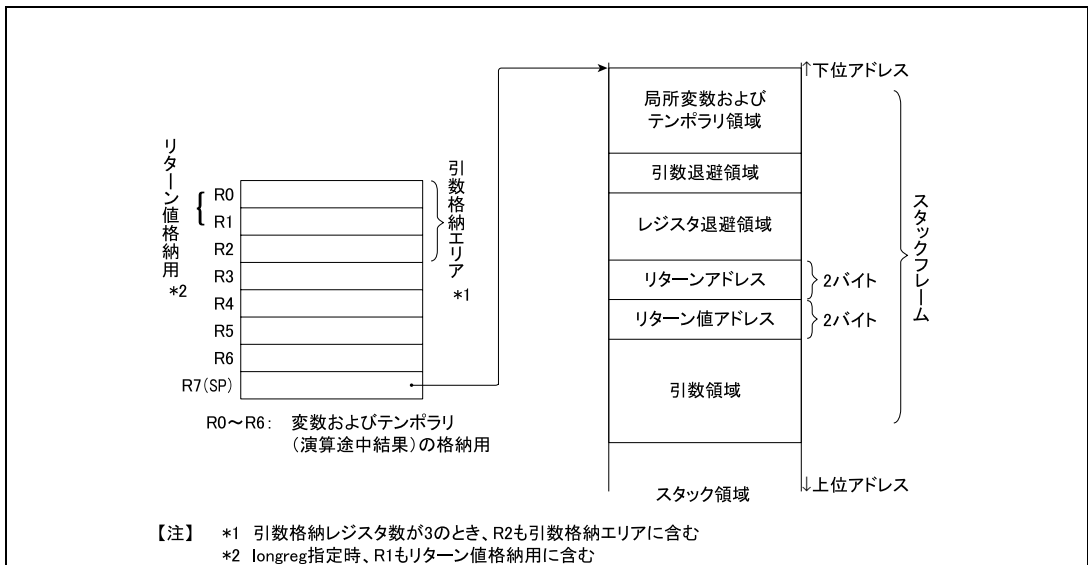 リターン値格納用
*2
R0
R1
R2
R3
R4
R5
R6
R7(SP)
引数格納エリア
*1
R0～R6： 変数およびテンポラリ
（演算途中結果）の格納用
↑下位アドレス
局所変数および
テンポラリ領域
引数退避領域
レジスタ退避領域
リターンアドレス
2バイト
リターン値アドレス
2バイト
引数領域
スタックフレーム
スタック領域
↓上位アドレス
【注】 *1 引数格納レジスタ数が3のとき、R2も引数格納エリアに含む
*2 longreg指定時、R1もリターン値格納用に含む